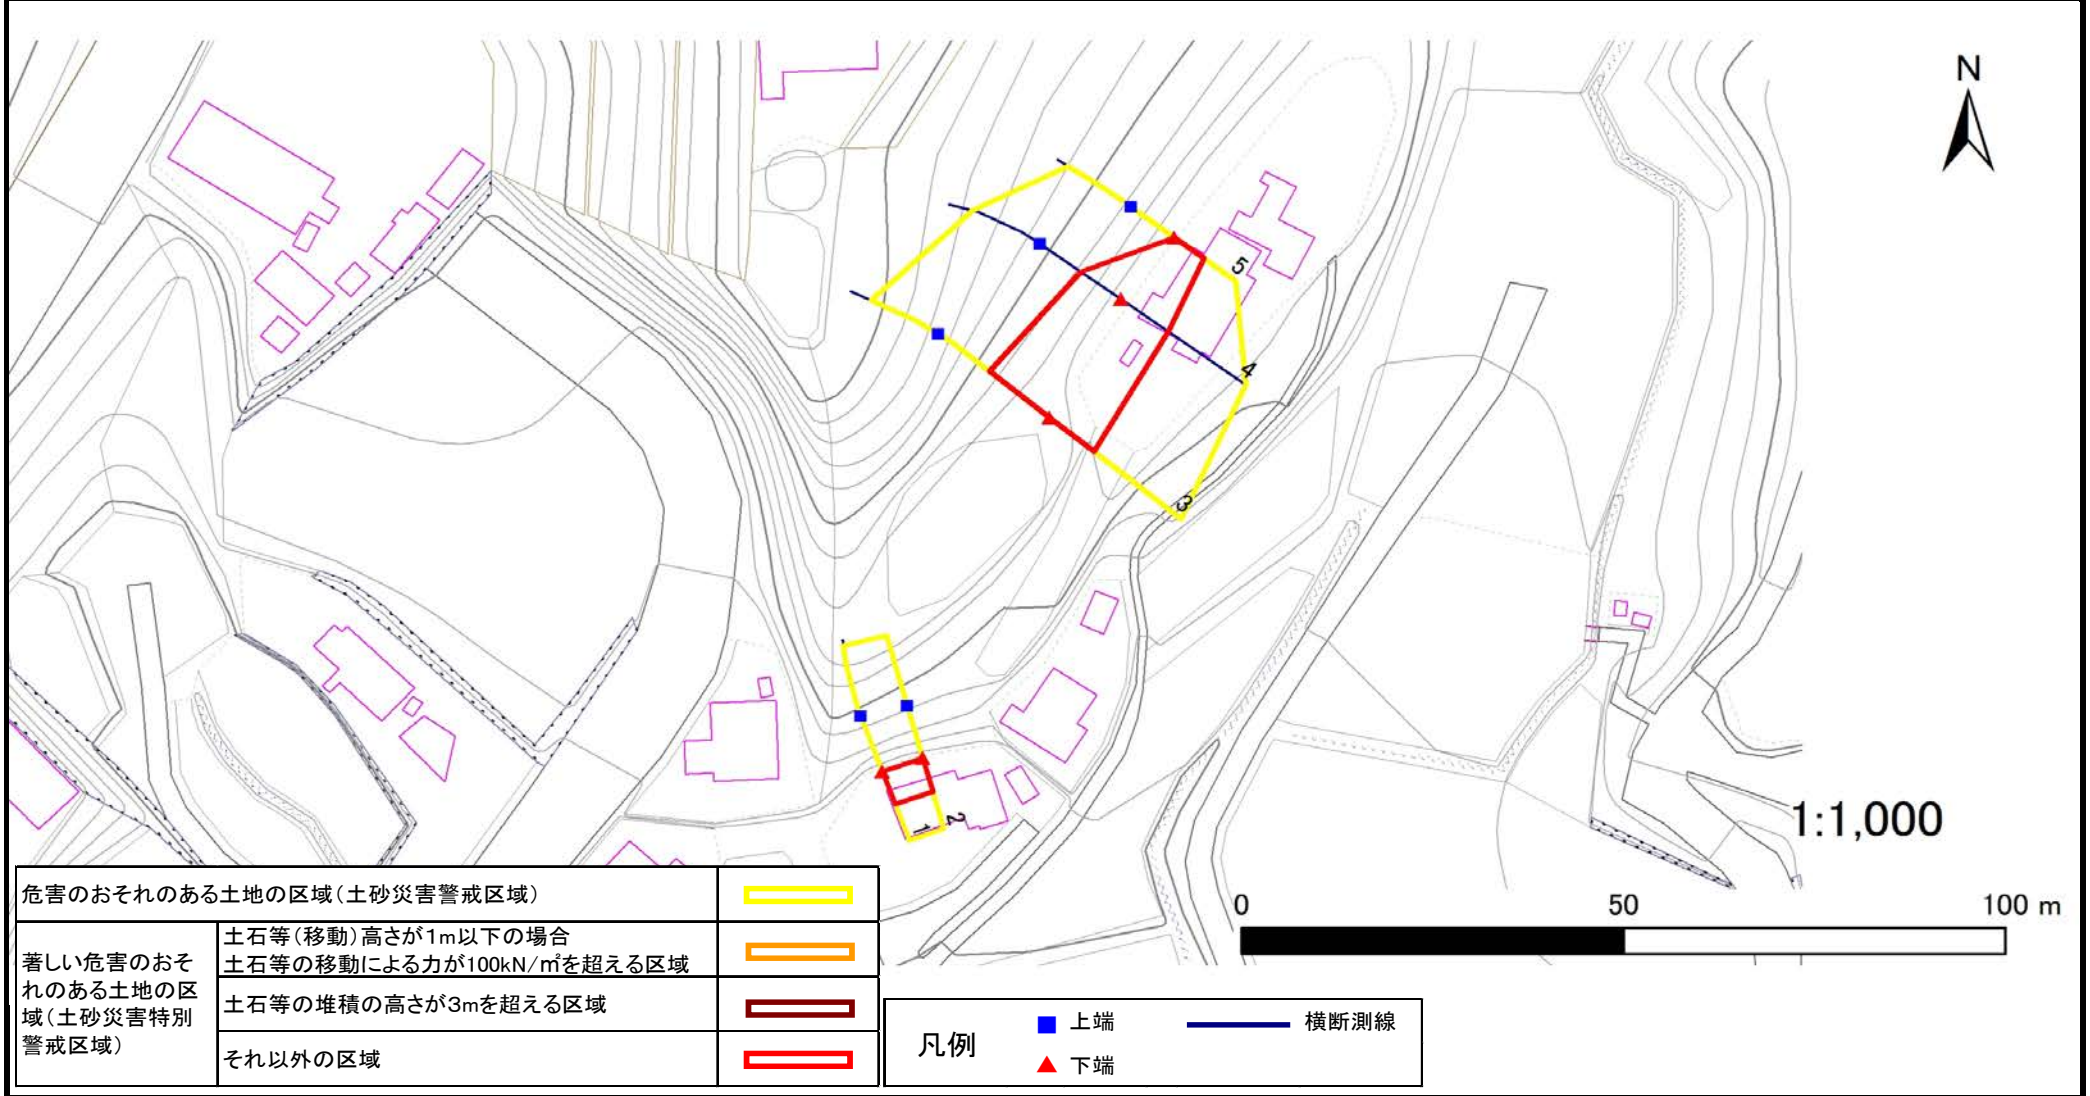 N
5
4
3
2
1
1:1,000
0 50 100 m
危害のおそれのある土地の区域(土砂災害警戒区域)
著しい危害のおそ
れのある土地の区
域(土砂災害特別
警戒区域)
土石等(移動)高さが1m以下の場合
土石等の移動による力が100kN/㎡を超える区域
土石等の堆積の高さが3mを超える区域
それ以外の区域
凡例
上端
横断測線
下端